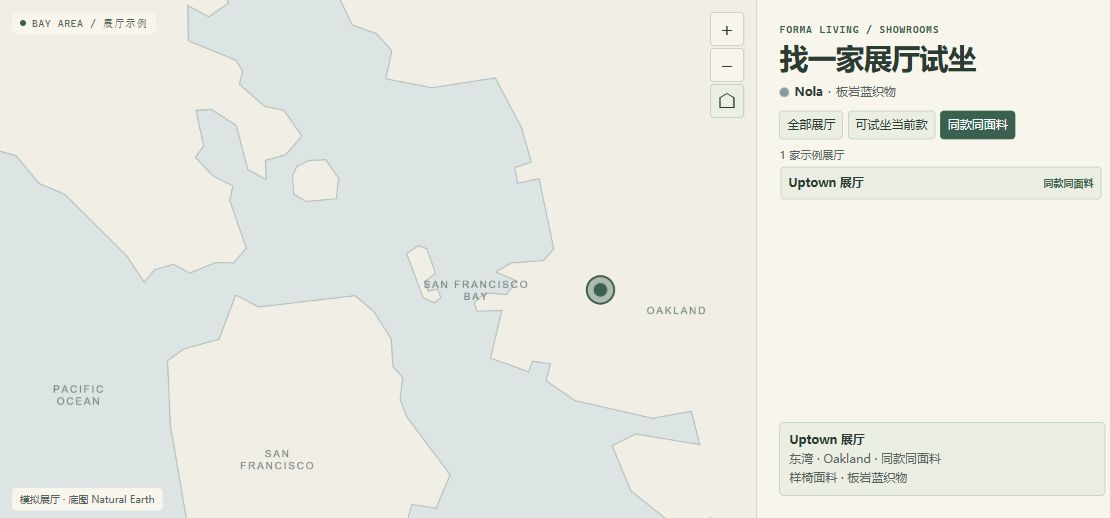 BAY AREA / 展厅示例
+
−
SAN FRANCISCO
BAY
OAKLAND
PACIFIC
OCEAN
SAN
FRANCISCO
模拟展厅 · 底图 Natural Earth
FORMA LIVING / SHOWROOMS
找一家展厅试坐
Nola · 板岩蓝织物
全部展厅 可试坐当前款 同款同面料
1 家示例展厅
Uptown 展厅 同款同面料
Uptown 展厅
东湾 · Oakland · 同款同面料
样椅面料 · 板岩蓝织物